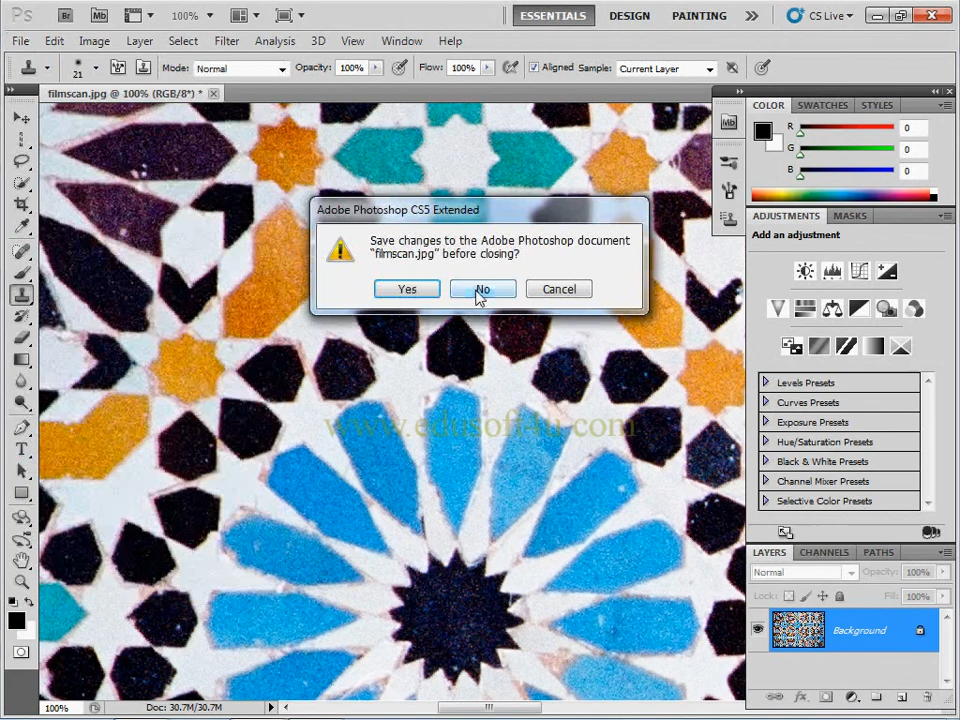 Ps Br Mb 100% ESSENTIALS DESIGN PAINTING CS Live
File Edit Image Layer Select Filter Analysis 3D View Window Help
21 Mode: Normal Opacity: 100% Flow: 100% Aligned Sample: Current Layer
filmscan.jpg @ 100% (RGB/8*) *
COLOR SWATCHES STYLES
Mb
R 0
G 0
B 0
Adobe Photoshop CS5 Extended
Save changes to the Adobe Photoshop document
“filmscan.jpg” before closing?
Yes No Cancel
ADJUSTMENTS MASKS
Add an adjustment
Levels Presets
Curves Presets
Exposure Presets
Hue/Saturation Presets
Black & White Presets
Channel Mixer Presets
Selective Color Presets
www.edusoft4u.com
LAYERS CHANNELS PATHS
Normal Opacity: 100%
Lock: Fill: 100%
Background
100% Doc: 30.7M/30.7M